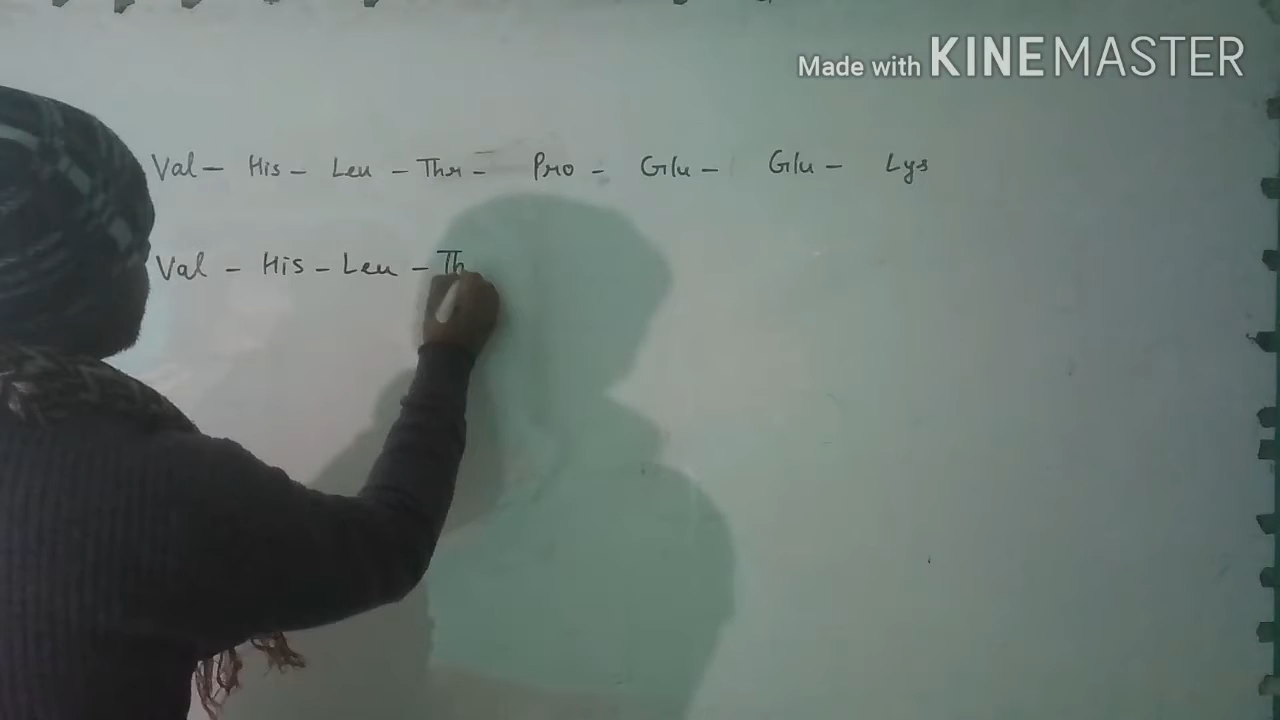 Made with KINEMASTER
Val - His - Leu - Thr - Pro - Glu - Glu - Lys
Val - His - Leu - Th